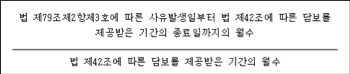 법 제79조제2항제3호에 따른 사유발생일부터 법 제42조에 따른 담보를
제공받은 기간의 종료일까지의 월수
법 제42조에 따른 담보를 제공받은 기간의 월수